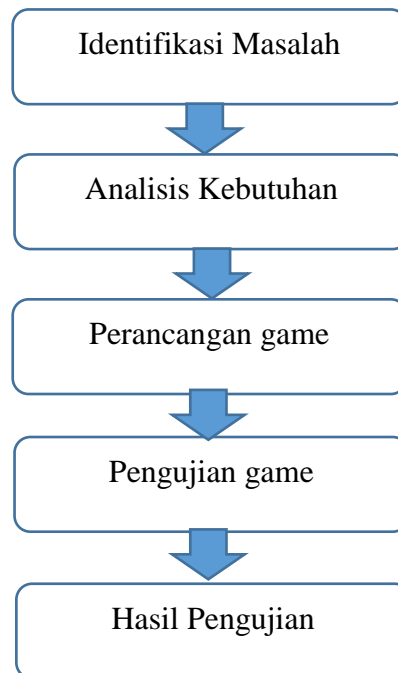 Identifikasi Masalah
Analisis Kebutuhan
Perancangan game
Pengujian game
Hasil Pengujian